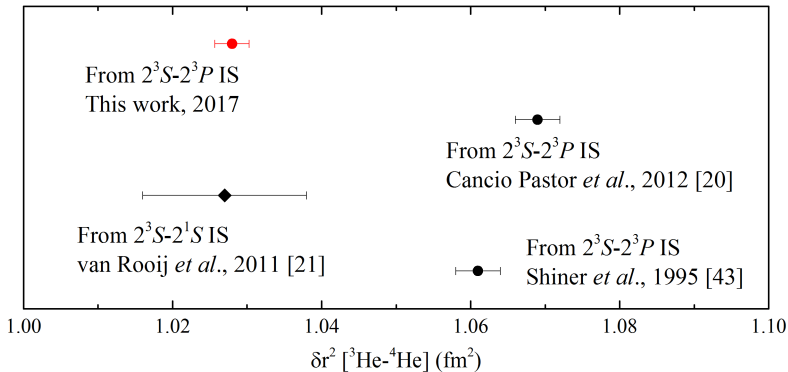 From 2³S-2³P IS
This work, 2017
From 2³S-2³P IS
Cancio Pastor et al., 2012 [20]
From 2³S-2¹S IS
van Rooij et al., 2011 [21]
From 2³S-2³P IS
Shiner et al., 1995 [43]
1.00 1.02 1.04 1.06 1.08 1.10
δr² [³He-⁴He] (fm²)